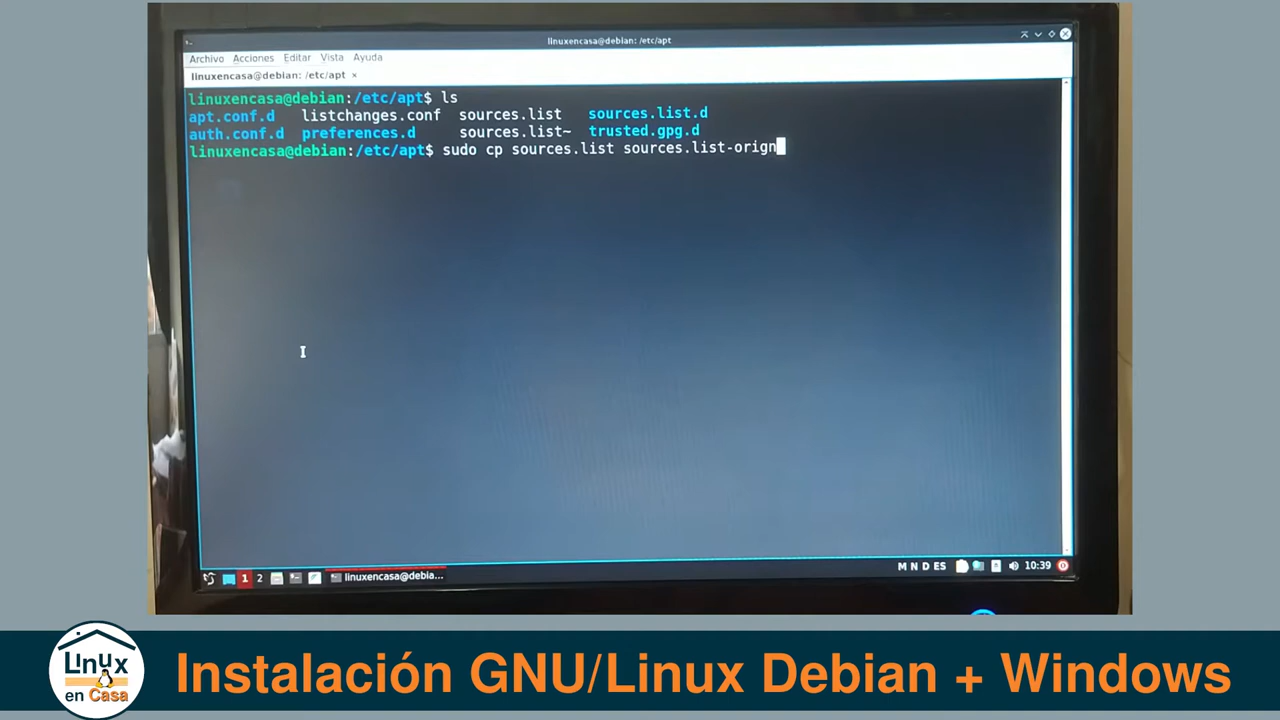 linuxencasa@debian: /etc/apt
Archivo Acciones Editar Vista Ayuda
linuxencasa@debian: /etc/apt ×
linuxencasa@debian:/etc/apt$ ls
apt.conf.d listchanges.conf sources.list sources.list.d
auth.conf.d preferences.d sources.list~ trusted.gpg.d
linuxencasa@debian:/etc/apt$ sudo cp sources.list sources.list-orign
1 2 linuxencasa@debia... M N D ES 10:39
Linux
en Casa
Instalación GNU/Linux Debian + Windows